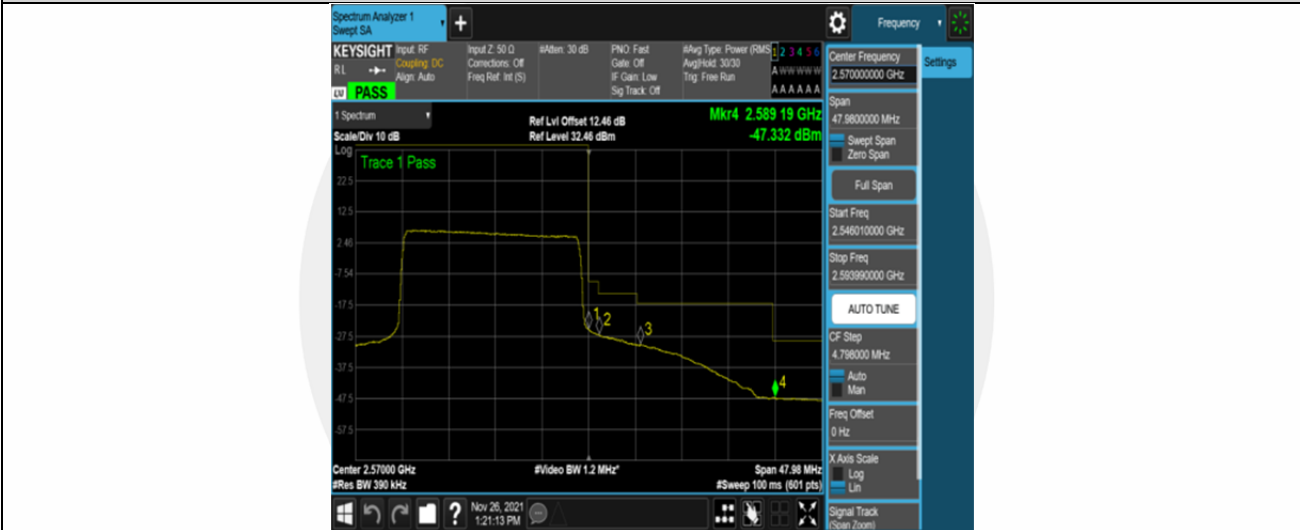 Spectrum Analyzer 1
Swept SA
+
Frequency
KEYSIGHT
R L
LV PASS
Input: RF
Coupling: DC
Align: Auto
Input Z: 50 Ω
Corrections: Off
Freq Ref: Int (S)
#Atten: 30 dB
PNO: Fast
Gate: Off
IF Gain: Low
Sig Track: Off
#Avg Type: Power (RMS
Avg|Hold: 30/30
Trig: Free Run
1 2 3 4 5 6
A W W W W W
A A A A A A
Center Frequency
2.570000000 GHz
Settings
1 Spectrum
Scale/Div 10 dB
Ref Lvl Offset 12.46 dB
Ref Level 32.46 dBm
Mkr4 2.589 19 GHz
-47.332 dBm
Log
Trace 1 Pass
22.5
12.5
2.46
-7.54
-17.5
-27.5
-37.5
-47.5
-57.5
1
2
3
4
Center 2.57000 GHz
#Res BW 390 kHz
#Video BW 1.2 MHz*
Span 47.98 MHz
#Sweep 100 ms (601 pts)
Span
47.9800000 MHz
Swept Span
Zero Span
Full Span
Start Freq
2.546010000 GHz
Stop Freq
2.593990000 GHz
AUTO TUNE
CF Step
4.798000 MHz
Auto
Man
Freq Offset
0 Hz
X Axis Scale
Log
Lin
Signal Track
(Span Zoom)
?
Nov 26, 2021
1:21:13 PM